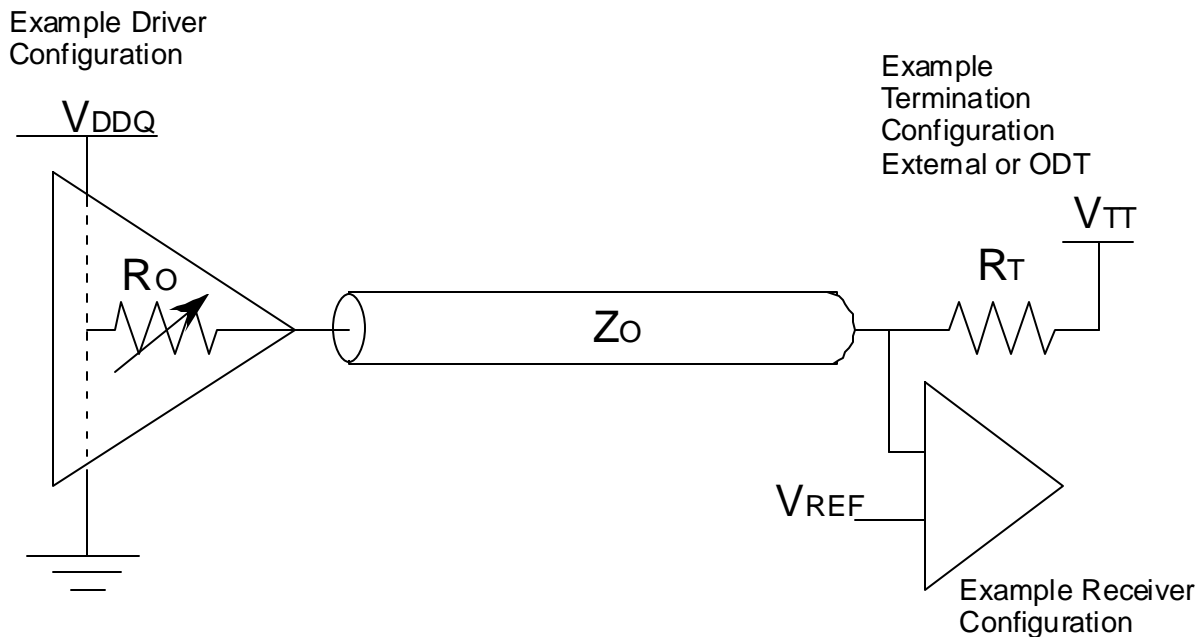 Example Driver
Configuration
VDDQ
RO
ZO
Example
Termination
Configuration
External or ODT
VTT
RT
VREF
Example Receiver
Configuration